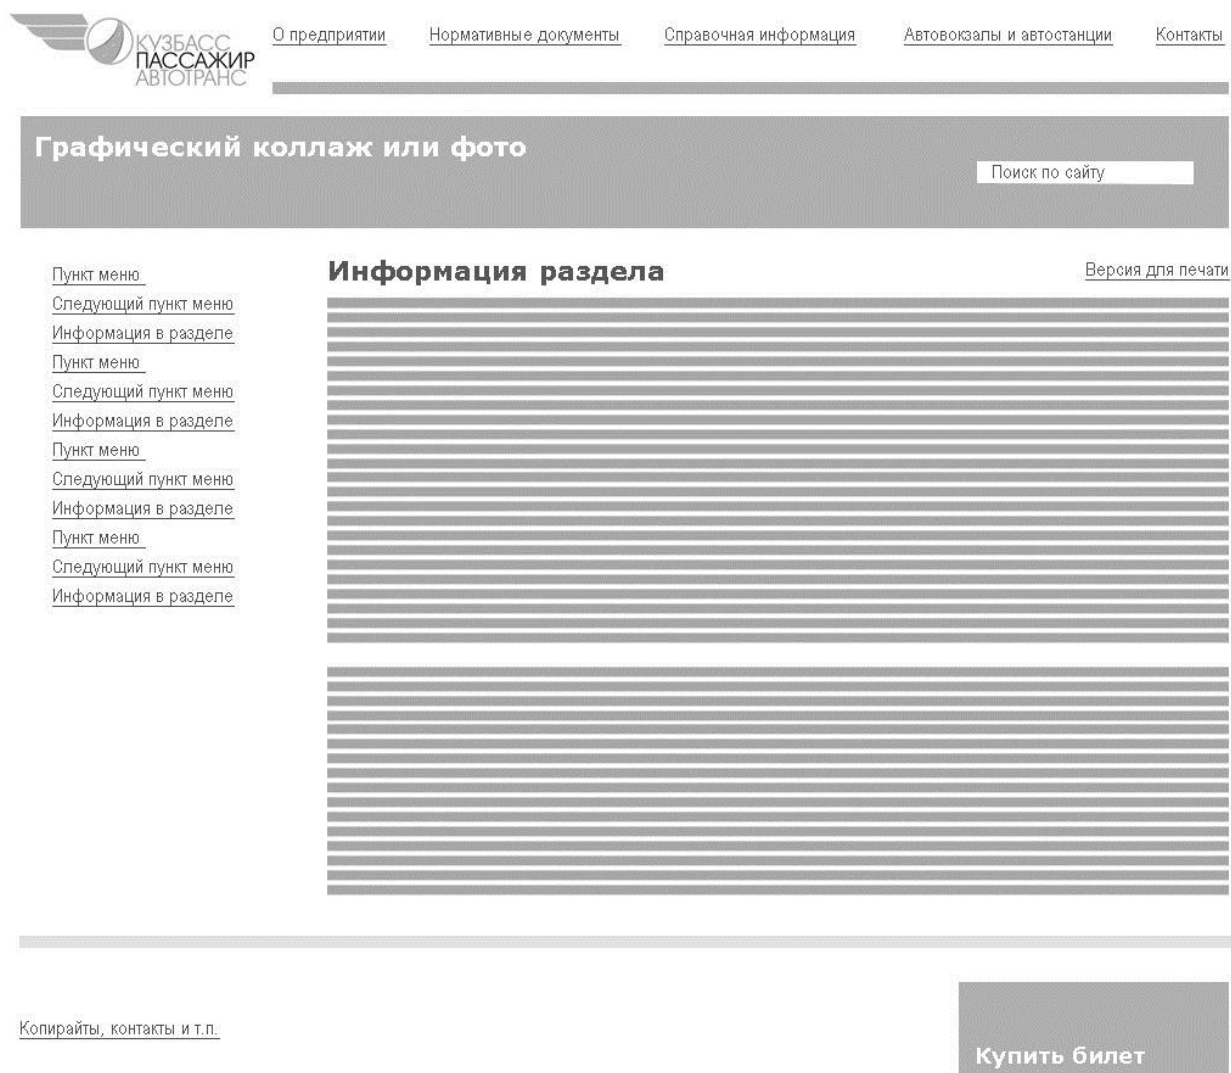 КУЗБАСС
ПАССАЖИР
АВТОТРАНС
О предприятии Нормативные документы Справочная информация Автовокзалы и автостанции Контакты
Графический коллаж или фото
Поиск по сайту
Информация раздела
Версия для печати
Пункт меню
Следующий пункт меню
Информация в разделе
Пункт меню
Следующий пункт меню
Информация в разделе
Пункт меню
Следующий пункт меню
Информация в разделе
Пункт меню
Следующий пункт меню
Информация в разделе
Копирайты, контакты и т.п.
Купить билет